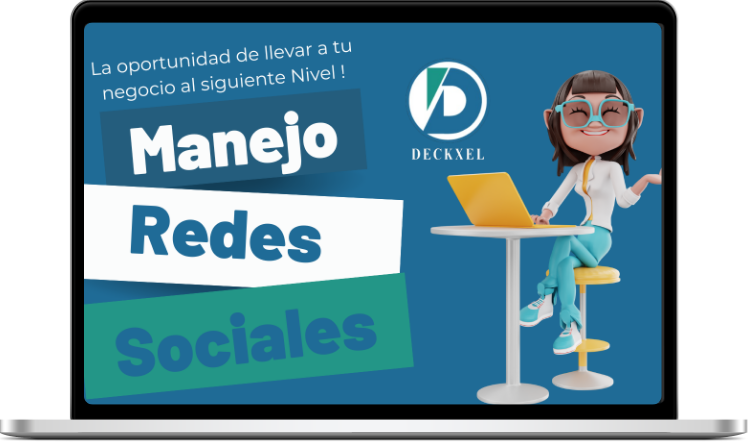 La oportunidad de llevar a tu
negocio al siguiente Nivel !
Manejo
Redes
Sociales
DECKXEL